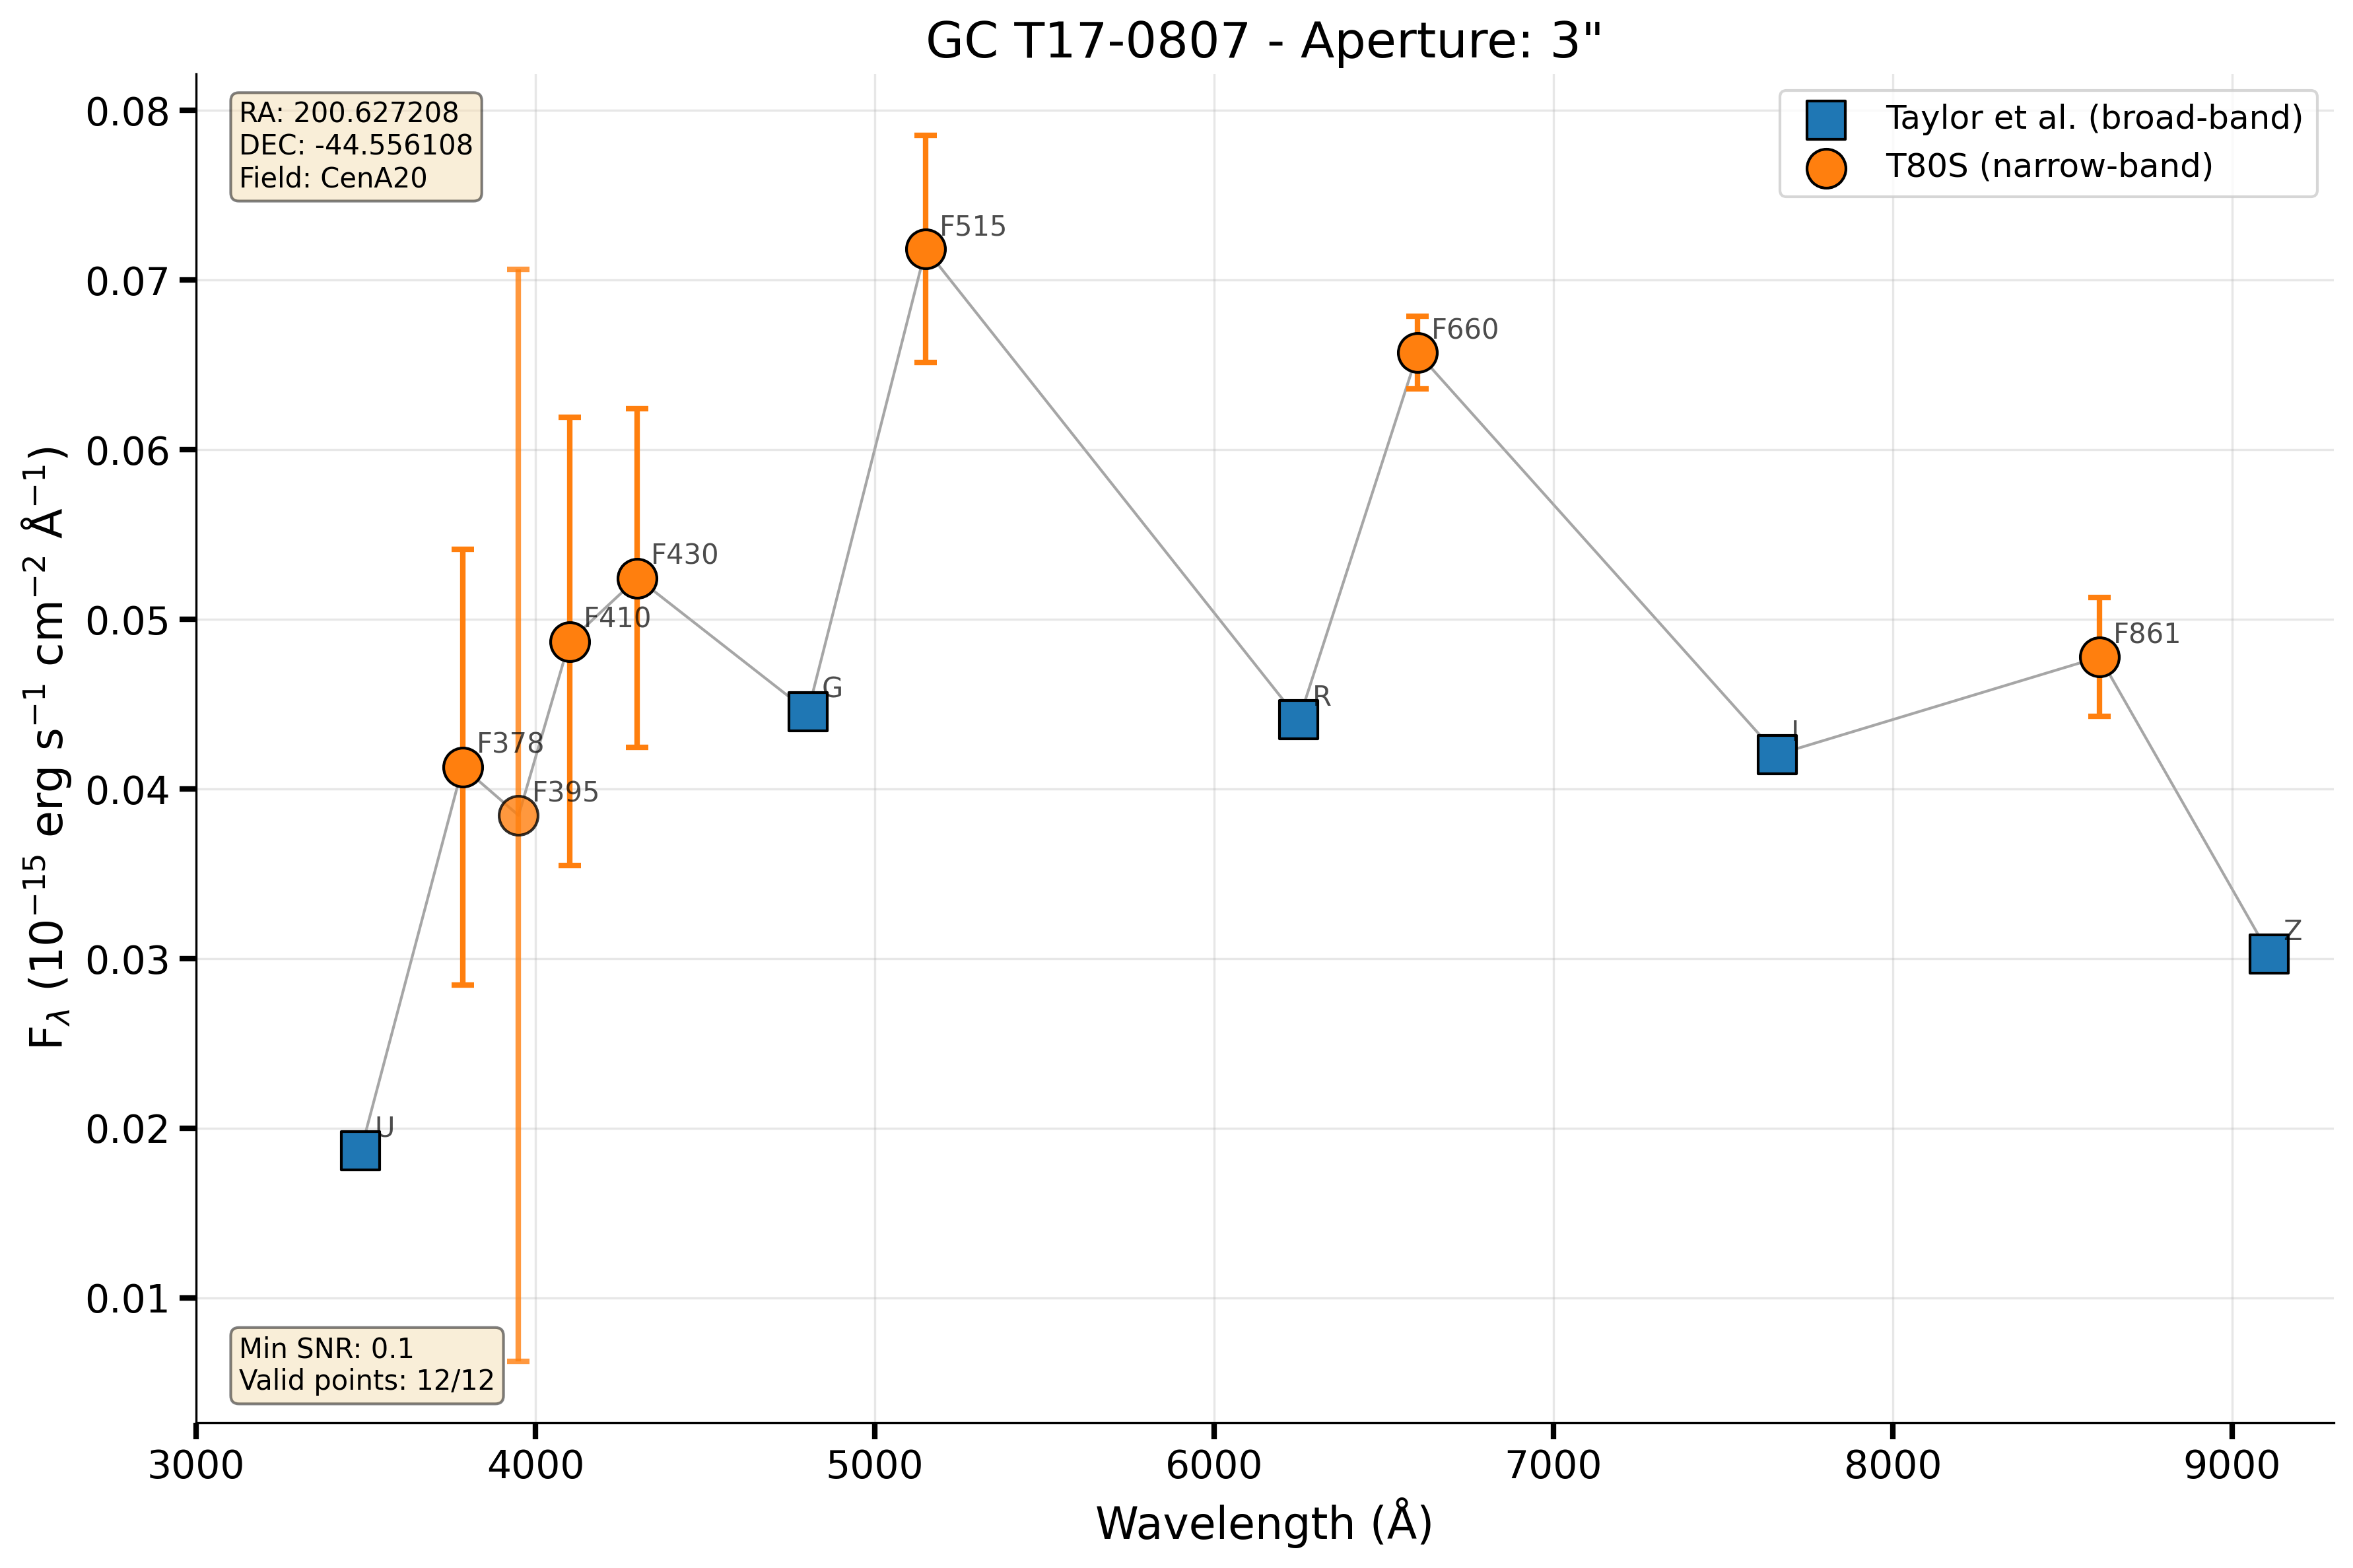 GC T17-0807 - Aperture: 3"
RA: 200.627208
DEC: -44.556108
Field: CenA20
Taylor et al. (broad-band)
T80S (narrow-band)
0.08
0.07
0.06
0.05
0.04
0.03
0.02
0.01
F$_λ$ (10$^{−15}$ erg s$^{−1}$ cm$^{−2}$ Å$^{−1}$)
U
F378
F395
F410
F430
G
F515
R
F660
I
F861
Z
Min SNR: 0.1
Valid points: 12/12
3000 4000 5000 6000 7000 8000 9000
Wavelength (Å)